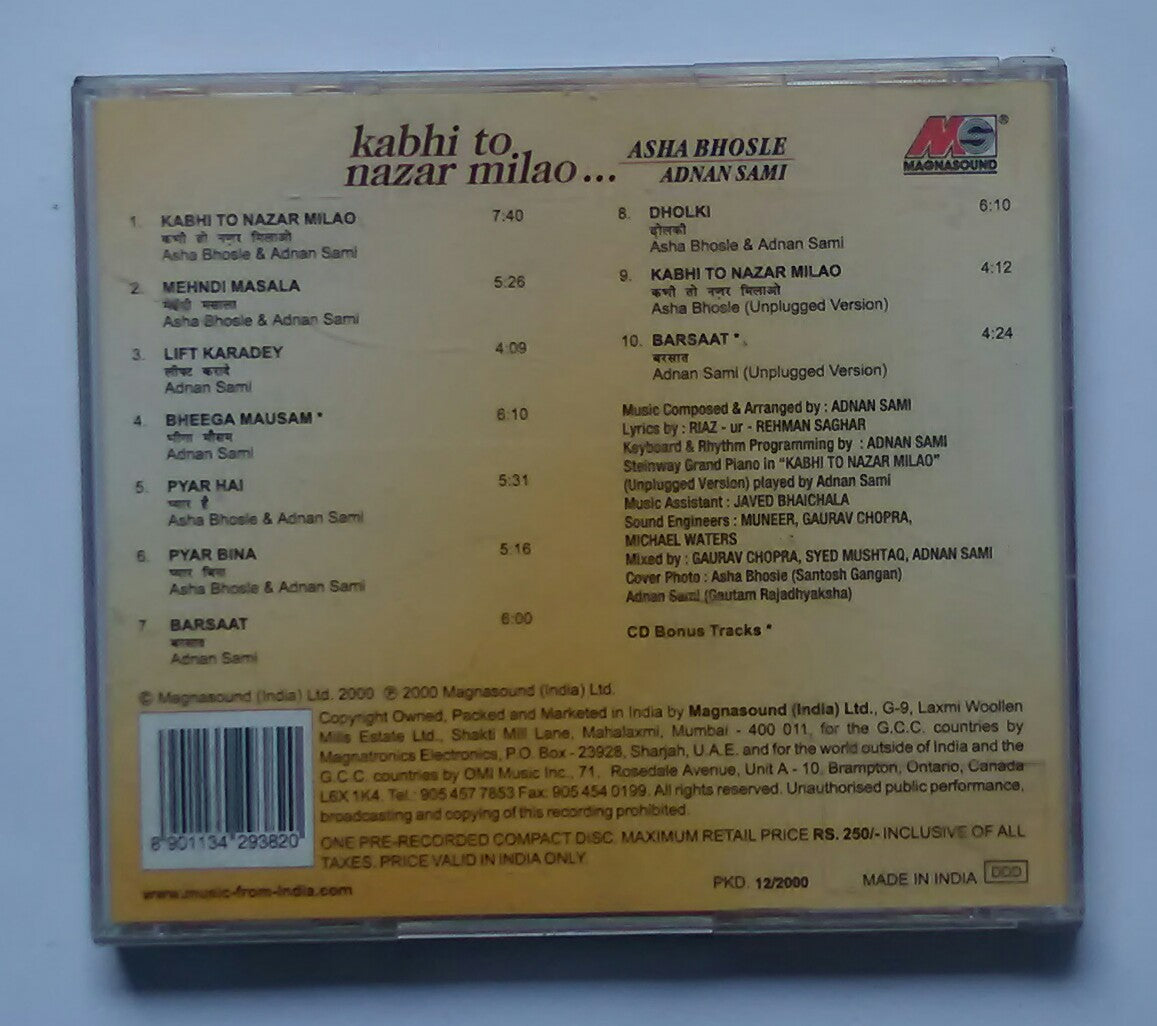 kabhi to
nazar milao...
ASHA BHOSLE
ADNAN SAMI
MS®
MAGNASOUND
1. KABHI TO NAZAR MILAO 7:40
कभी तो नज़र मिलाओ
Asha Bhosle & Adnan Sami
2. MEHNDI MASALA 5:26
मेहंदी मसाला
Asha Bhosle & Adnan Sami
3. LIFT KARADEY 4:09
लीफ्ट करादे
Adnan Sami
4. BHEEGA MAUSAM * 6:10
भीगा मौसम
Adnan Sami
5. PYAR HAI 5:31
प्यार है
Asha Bhosle & Adnan Sami
6. PYAR BINA 5:16
प्यार बिना
Asha Bhosle & Adnan Sami
7 BARSAAT 6:00
बरसात
Adnan Sami
8. DHOLKI 6:10
ढोलकी
Asha Bhosle & Adnan Sami
9. KABHI TO NAZAR MILAO 4:12
कभी तो नज़र मिलाओ
Asha Bhosle (Unplugged Version)
10. BARSAAT * 4:24
बरसात
Adnan Sami (Unplugged Version)
Music Composed & Arranged by : ADNAN SAMI
Lyrics by : RIAZ - ur - REHMAN SAGHAR
Keyboard & Rhythm Programming by : ADNAN SAMI
Steinway Grand Piano in "KABHI TO NAZAR MILAO"
(Unplugged Version) played by Adnan Sami
Music Assistant : JAVED BHAICHALA
Sound Engineers : MUNEER, GAURAV CHOPRA,
MICHAEL WATERS
Mixed by : GAURAV CHOPRA, SYED MUSHTAQ, ADNAN SAMI
Cover Photo : Asha Bhosle (Santosh Gangan)
Adnan Sami (Gautam Rajadhyaksha)
CD Bonus Tracks *
© Magnasound (India) Ltd. 2000 ℗ 2000 Magnasound (India) Ltd.
Copyright Owned, Packed and Marketed in India by Magnasound (India) Ltd., G-9, Laxmi Woollen
Mills Estate Ltd., Shakti Mill Lane, Mahalaxmi, Mumbai - 400 011, for the G.C.C. countries by
Magnatronics Electronics, P.O. Box - 23928, Sharjah, U.A.E. and for the world outside of India and the
G.C.C. countries by OMI Music Inc., 71, Rosedale Avenue, Unit A - 10, Brampton, Ontario, Canada
L6X 1K4. Tel.: 905 457 7853 Fax: 905 454 0199. All rights reserved. Unauthorised public performance,
broadcasting and copying of this recording prohibited.
ONE PRE-RECORDED COMPACT DISC. MAXIMUM RETAIL PRICE RS. 250/- INCLUSIVE OF ALL
TAXES. PRICE VALID IN INDIA ONLY
8 901134 293820
www.music-from-india.com
PKD. 12/2000
MADE IN INDIA DDD